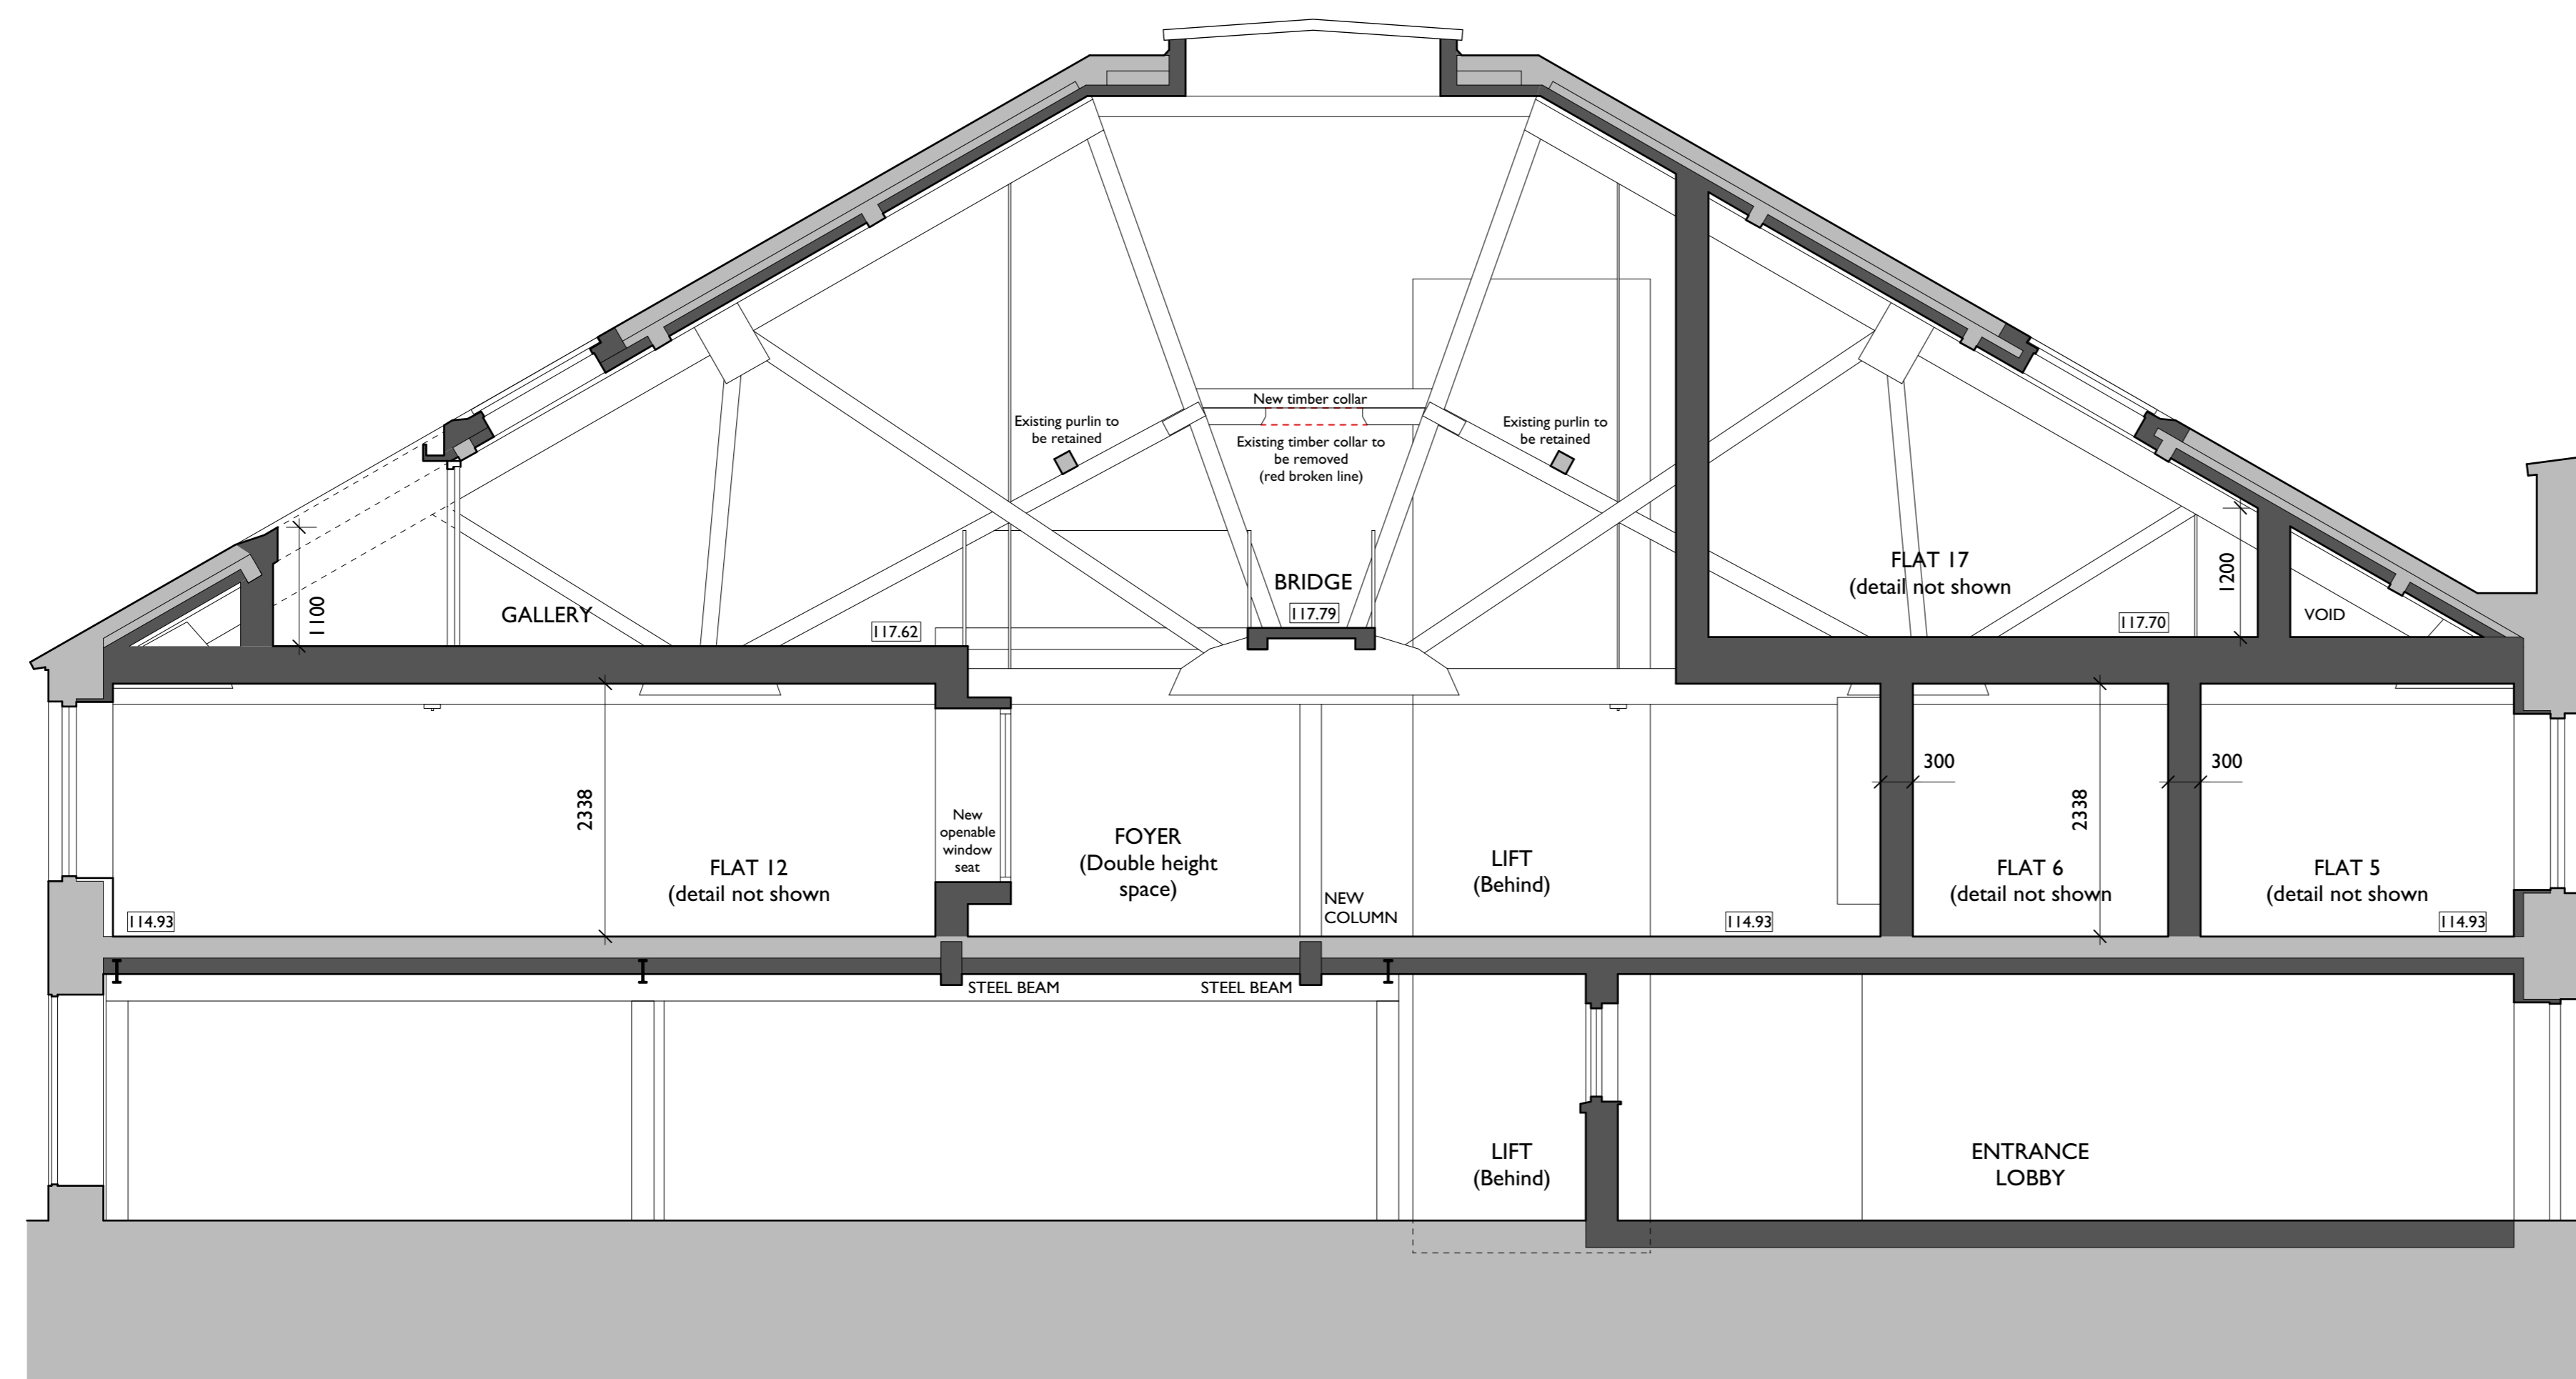 New timber collar
Existing purlin to
be retained
Existing timber collar to
be removed
(red broken line)
Existing purlin to
be retained
GALLERY
1100
117.62
BRIDGE
117.79
FLAT 17
(detail not shown
117.70
1200
VOID
2338
FLAT 12
(detail not shown
114.93
New
openable
window
seat
FOYER
(Double height
space)
NEW
COLUMN
LIFT
(Behind)
114.93
300
FLAT 6
(detail not shown
2338
300
FLAT 5
(detail not shown
114.93
STEEL BEAM
STEEL BEAM
LIFT
(Behind)
ENTRANCE
LOBBY